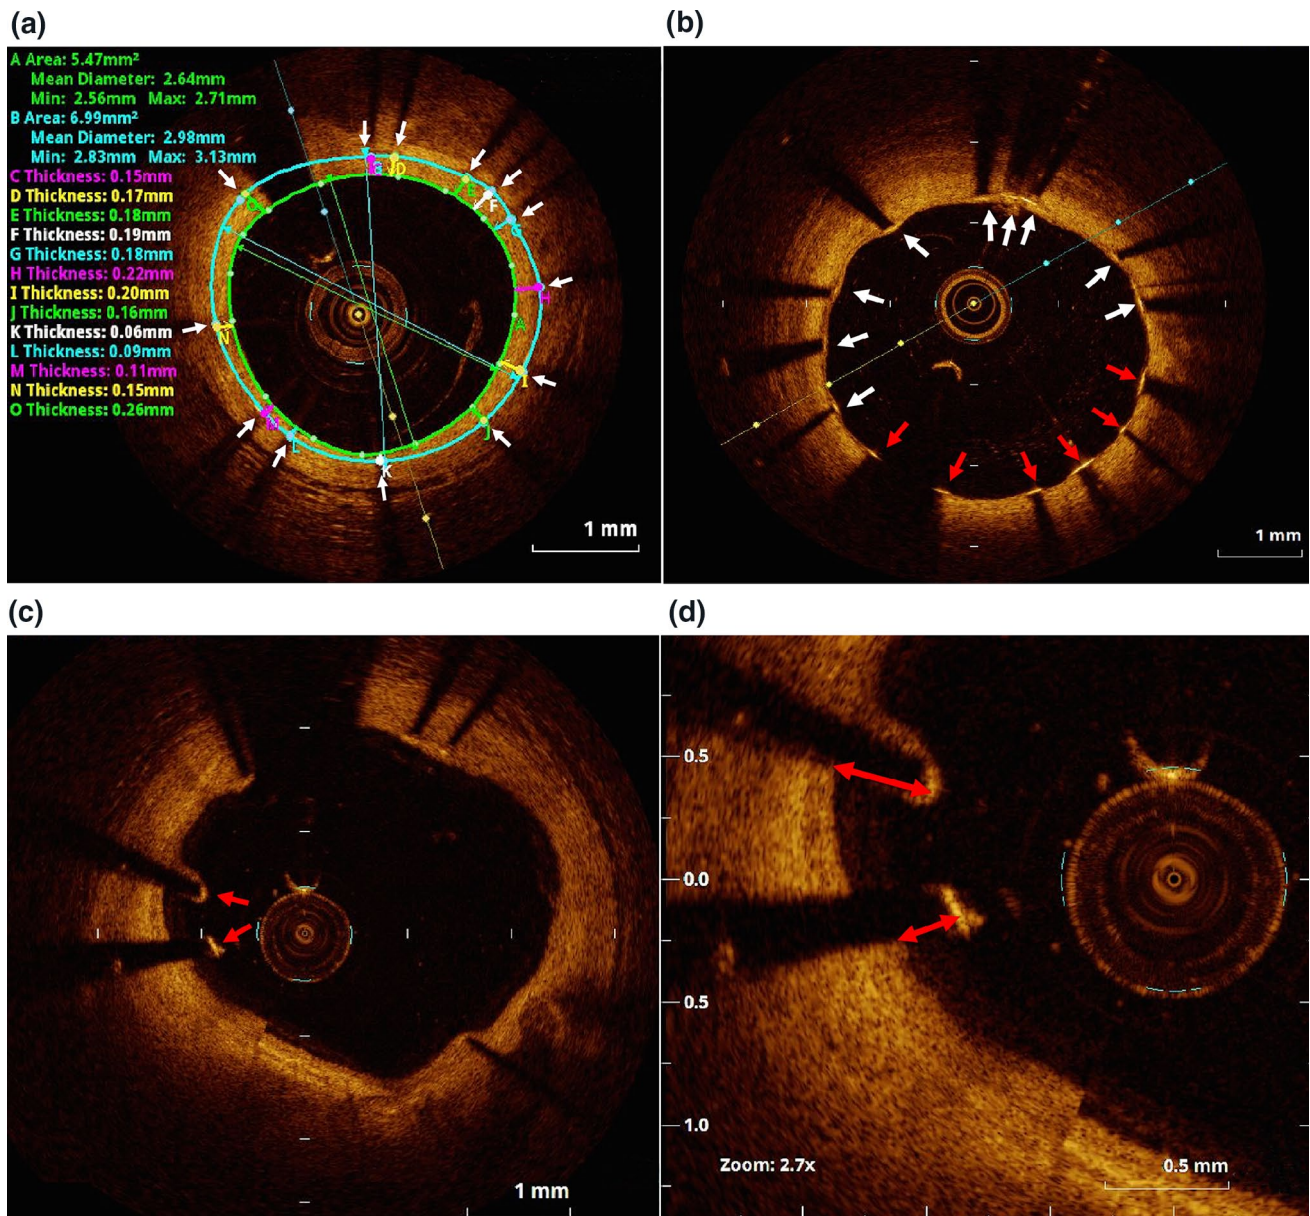 (a)
(b)
A Area: 5.47mm²
Mean Diameter: 2.64mm
Min: 2.56mm Max: 2.71mm
B Area: 6.99mm²
Mean Diameter: 2.98mm
Min: 2.83mm Max: 3.13mm
C Thickness: 0.15mm
D Thickness: 0.17mm
E Thickness: 0.18mm
F Thickness: 0.19mm
G Thickness: 0.18mm
H Thickness: 0.22mm
I Thickness: 0.20mm
J Thickness: 0.16mm
K Thickness: 0.06mm
L Thickness: 0.09mm
M Thickness: 0.11mm
N Thickness: 0.15mm
O Thickness: 0.26mm
D
E
F
H
A
I
J
K
L
N
1 mm
1 mm
(c)
(d)
1 mm
0.5
0.0
0.5
1.0
Zoom: 2.7x
0.5 mm